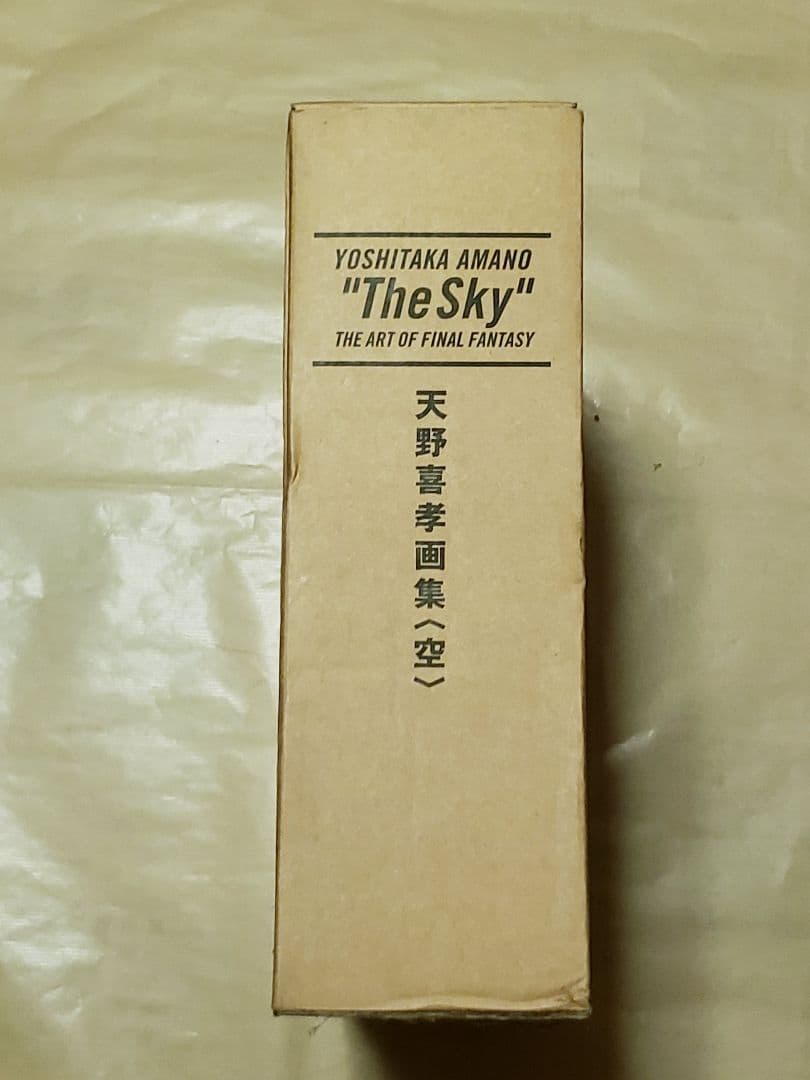 YOSHITAKA AMANO
"The Sky"
THE ART OF FINAL FANTASY
天野喜孝画集〈空〉